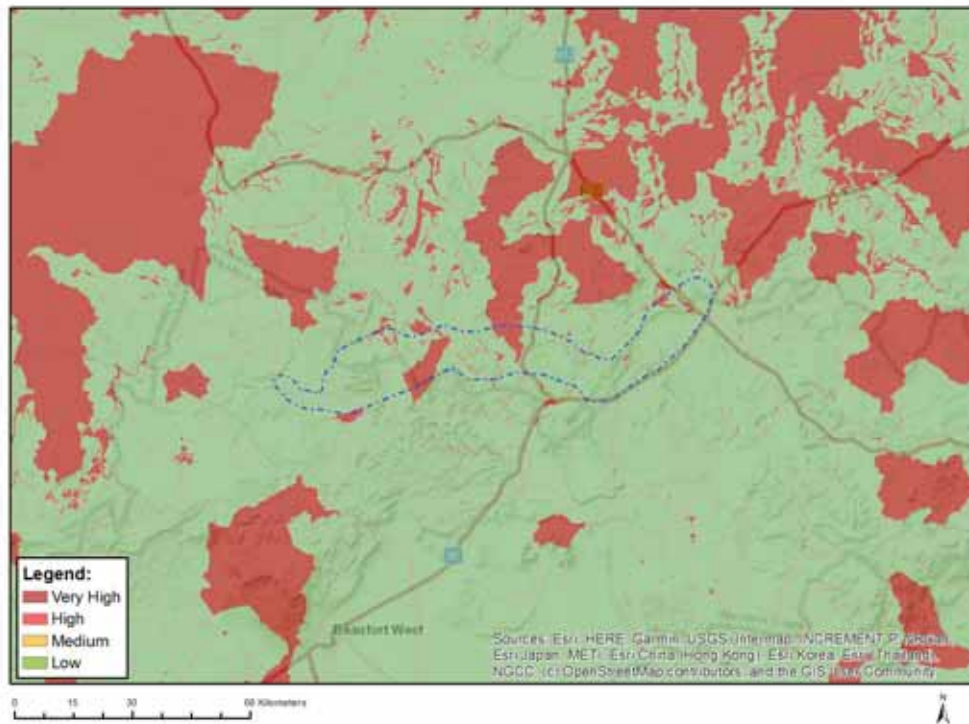 Legend:
Very High
High
Medium
Low
Beaufort West
Sources: Esri, HERE, Garmin, USGS, Intermap, INCREMENT P, NRCan,
Esri Japan, METI, Esri China (Hong Kong), Esri Korea, Esri (Thailand),
NGCC, (c) OpenStreetMap contributors, and the GIS User Community
0 15 30 60 Kilometers
N